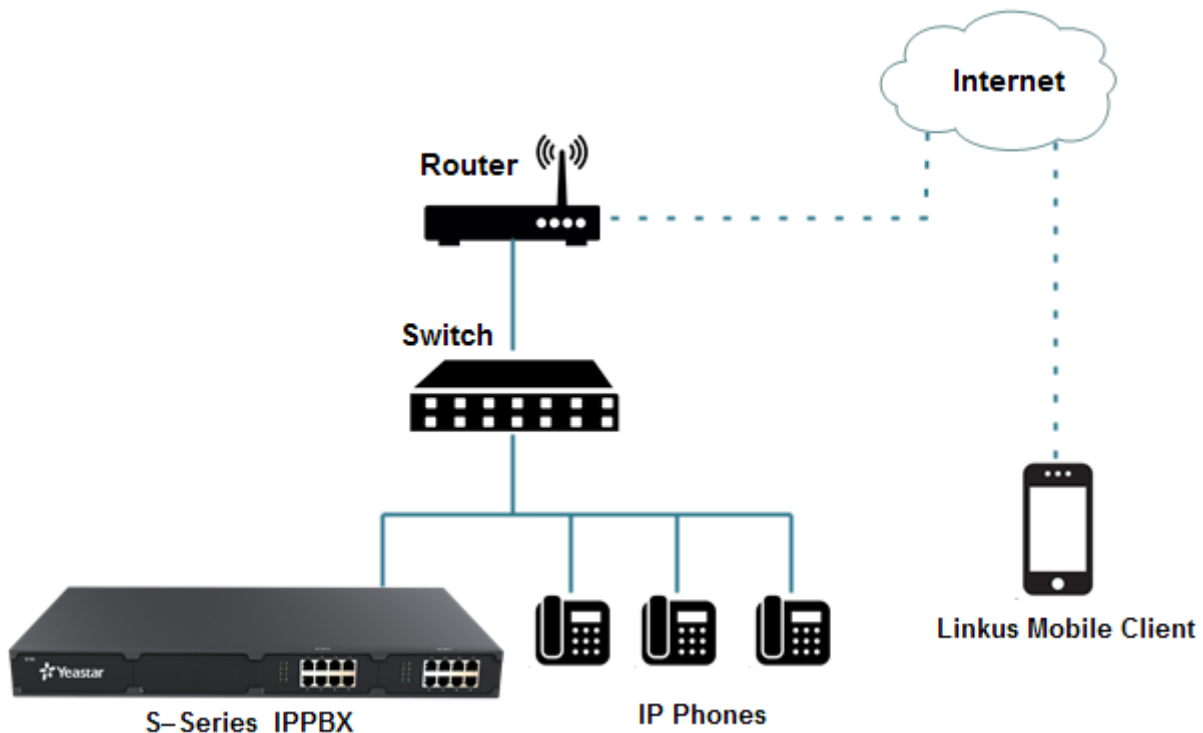 Internet
Router
Switch
Yeastar
Linkus Mobile Client
S–Series IPPBX
IP Phones